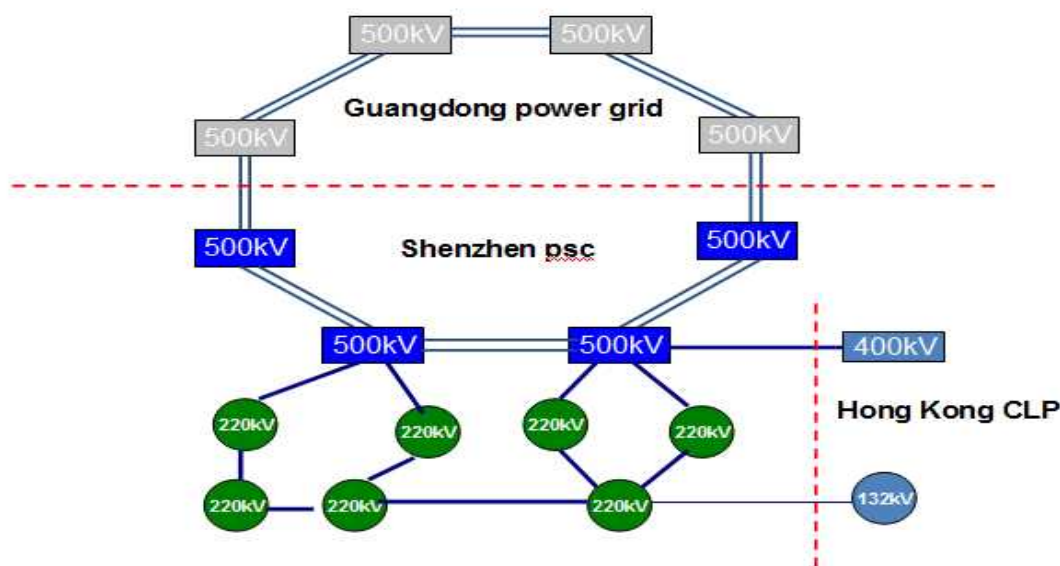 500kV 500kV
Guangdong power grid
500kV 500kV
500kV 500kV
Shenzhen psc
500kV 500kV 400kV
Hong Kong CLP
220kV 220kV 220kV 220kV
220kV 220kV 220kV 132kV